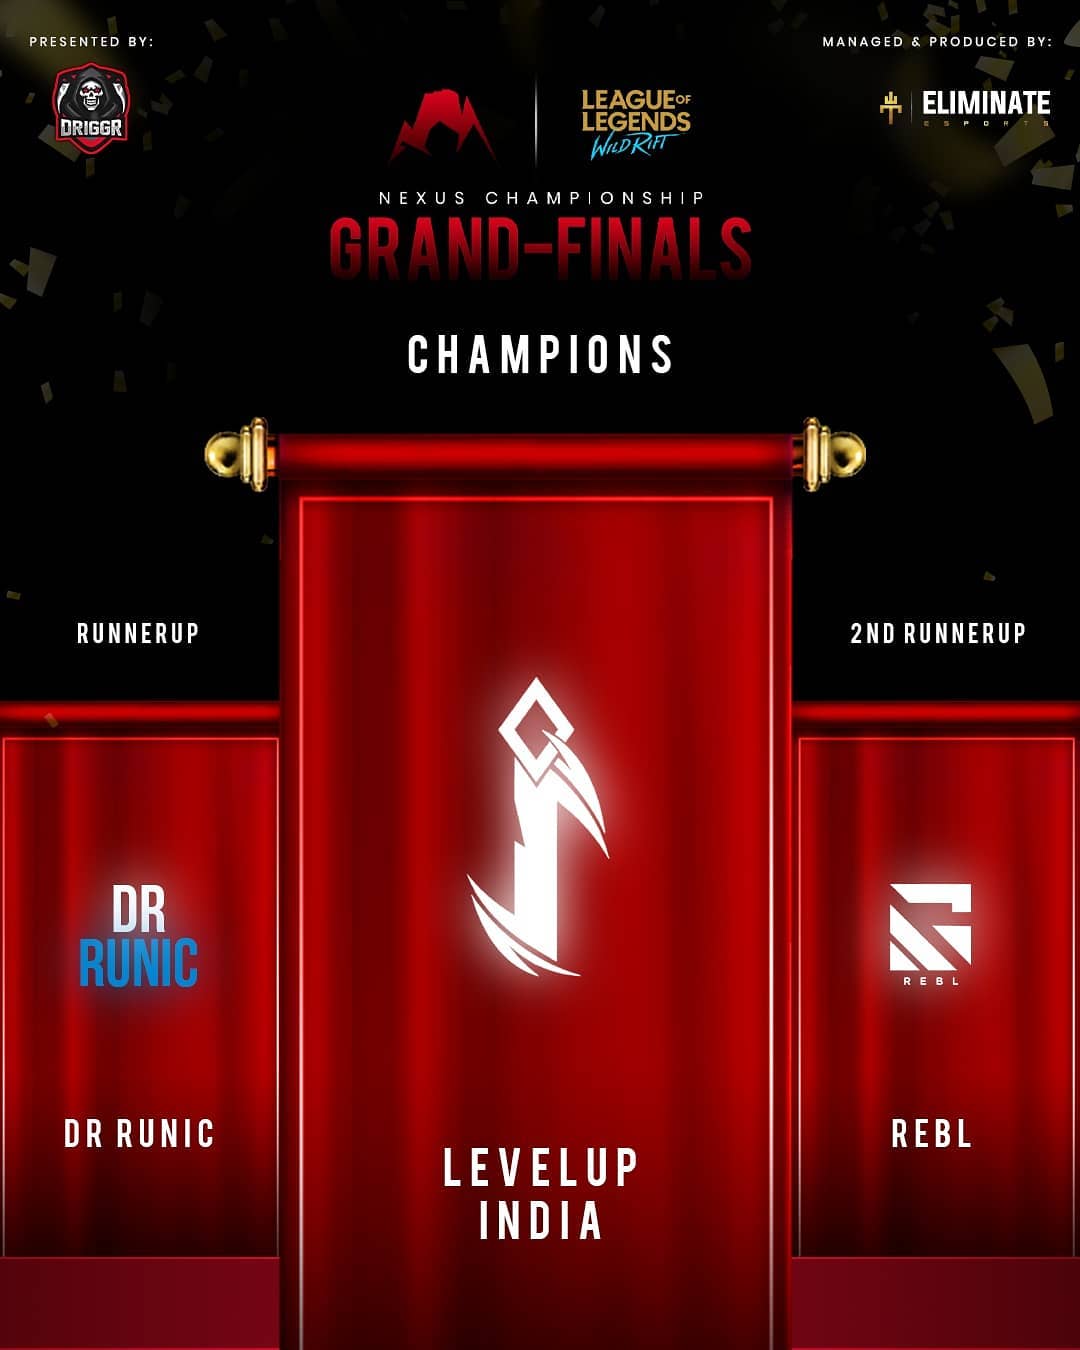 PRESENTED BY:
MANAGED & PRODUCED BY:
DRIGGR
LEAGUE OF
LEGENDS
WILD RIFT
ELIMINATE
ESPORTS
NEXUS CHAMPIONSHIP
GRAND-FINALS
CHAMPIONS
RUNNERUP
2ND RUNNERUP
DR
RUNIC
REBL
DR RUNIC
REBL
LEVELUP
INDIA